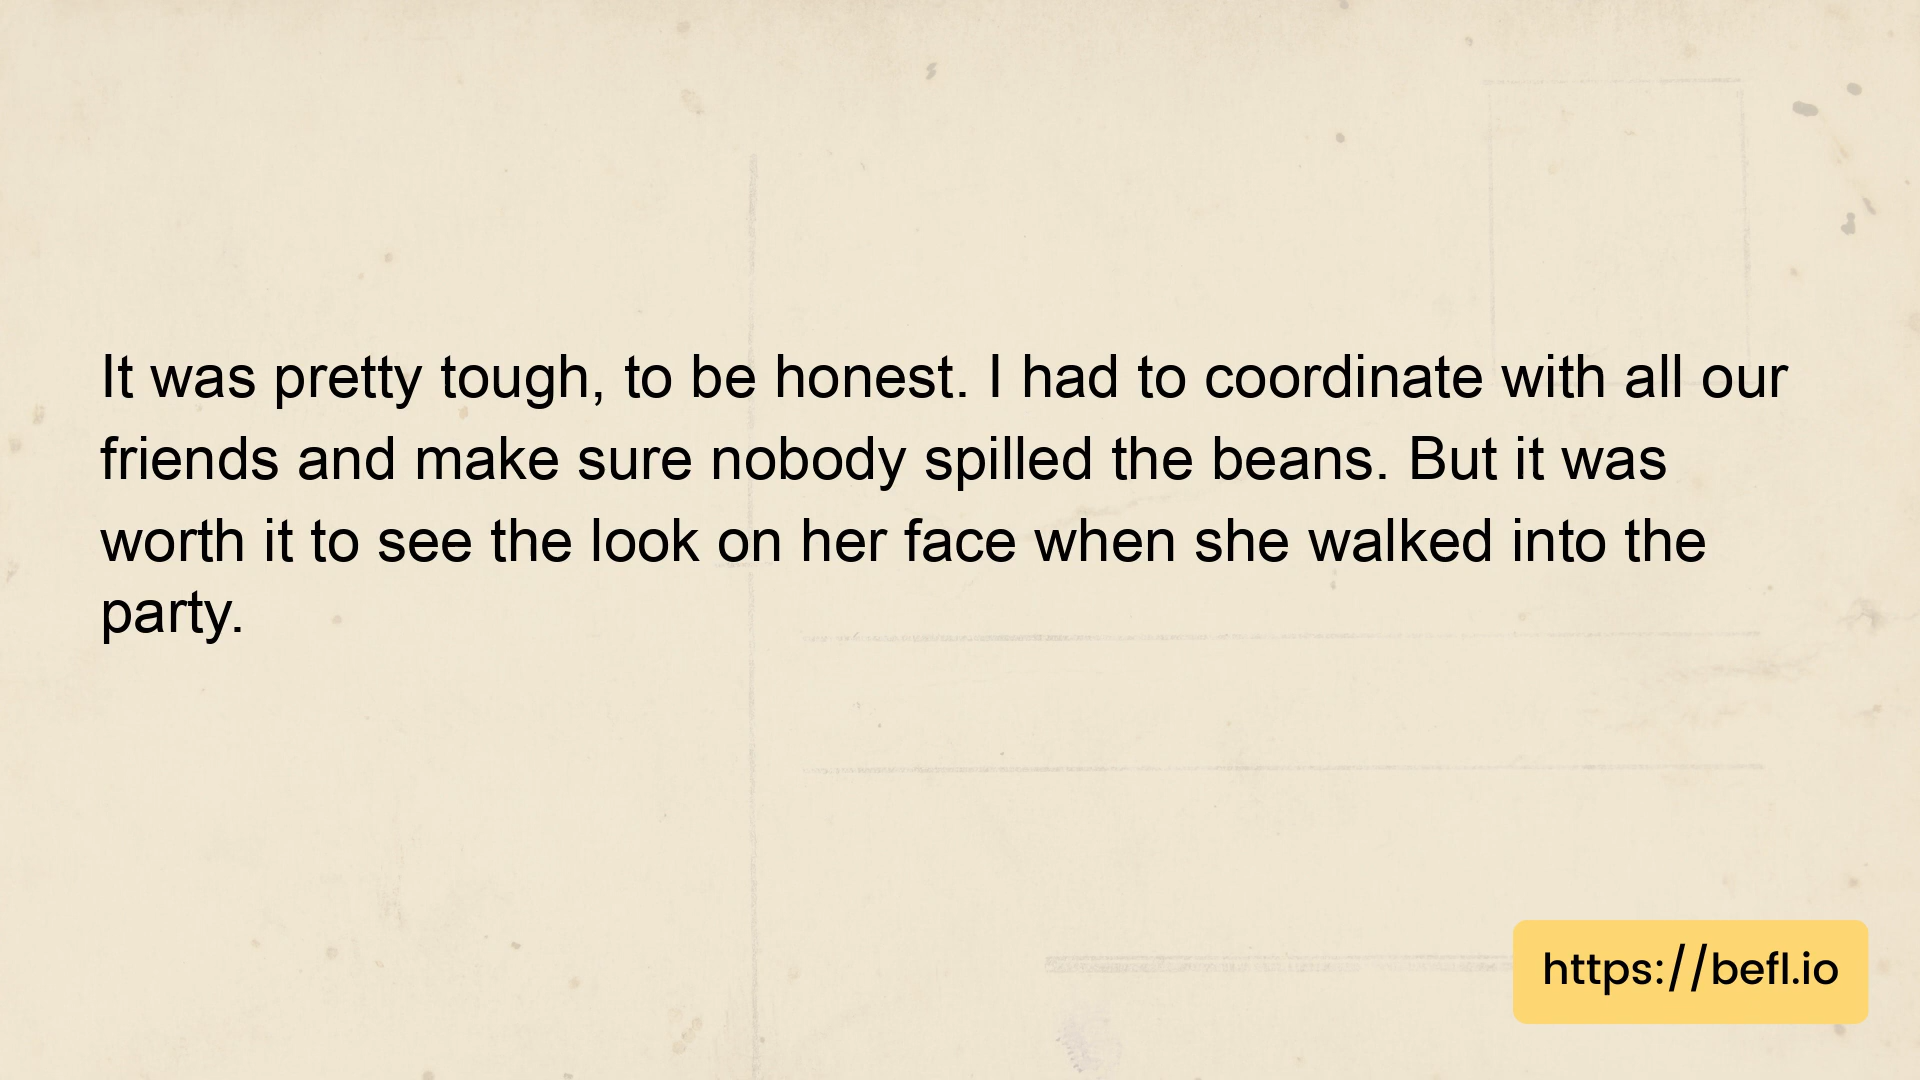 It was pretty tough, to be honest. I had to coordinate with all our
friends and make sure nobody spilled the beans. But it was
worth it to see the look on her face when she walked into the
party.
https://befl.io